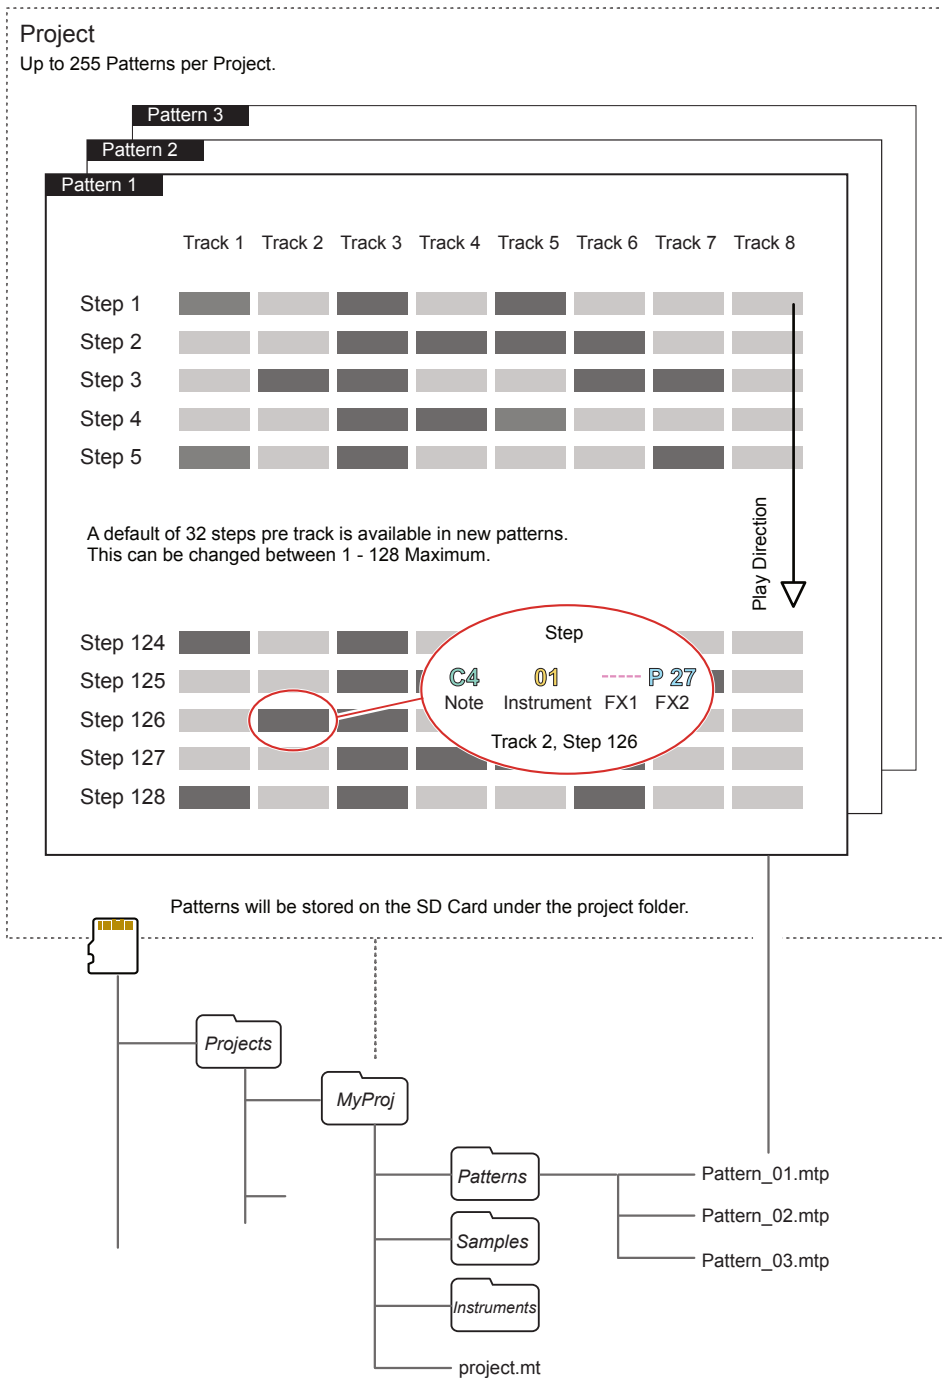 Project
Up to 255 Patterns per Project.
Pattern 3
Pattern 2
Pattern 1
Track 1 Track 2 Track 3 Track 4 Track 5 Track 6 Track 7 Track 8
Step 1
Step 2
Step 3
Step 4
Step 5
Play Direction
A default of 32 steps pre track is available in new patterns.
This can be changed between 1 - 128 Maximum.
Step 124
Step 125
Step 126
Step 127
Step 128
Step
C4 01 ----- P 27
Note Instrument FX1 FX2
Track 2, Step 126
Patterns will be stored on the SD Card under the project folder.
Projects
MyProj
Patterns
Pattern_01.mtp
Pattern_02.mtp
Samples
Pattern_03.mtp
Instruments
project.mt